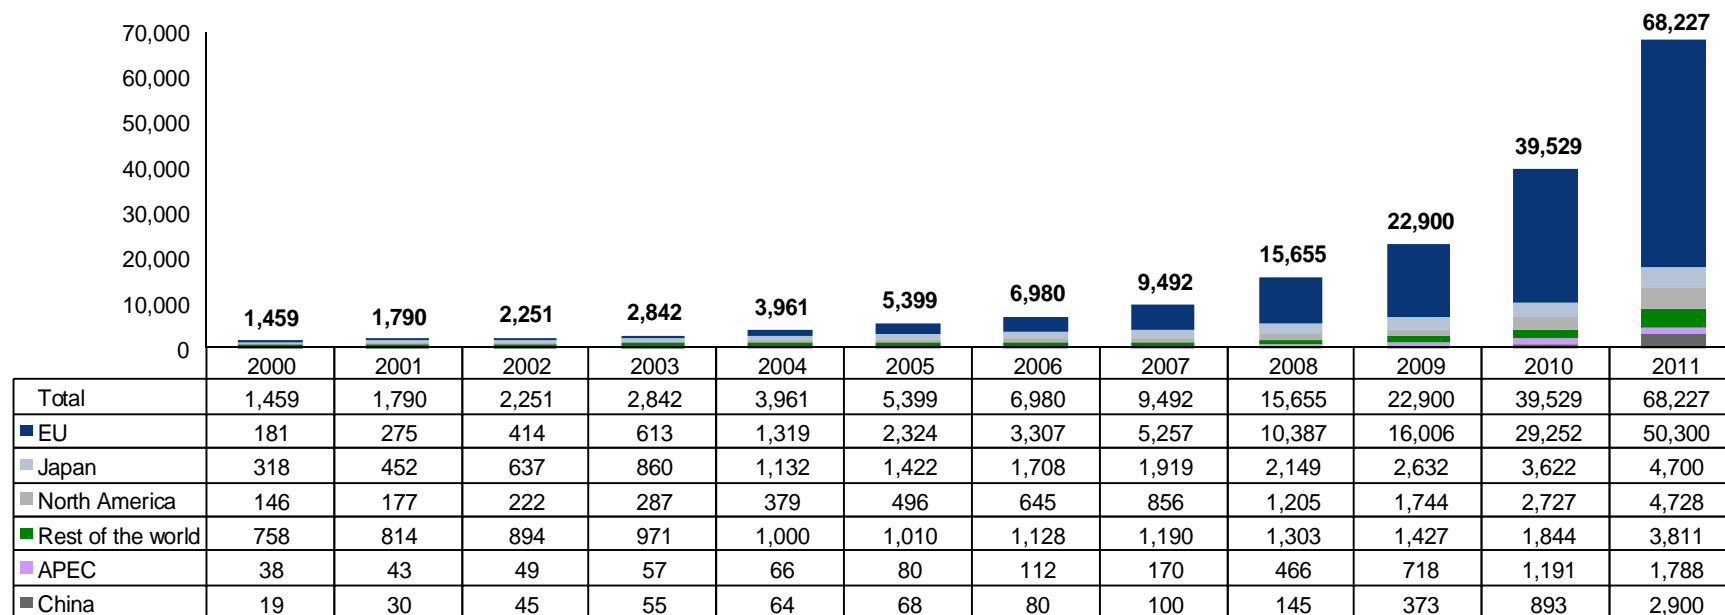 68,227
70,000
60,000
50,000
39,529
40,000
30,000
22,900
20,000
15,655
9,492
10,000
6,980
5,399
3,961
2,842
2,251
1,790
1,459
0
2000 2001 2002 2003 2004 2005 2006 2007 2008 2009 2010 2011
Total 1,459 1,790 2,251 2,842 3,961 5,399 6,980 9,492 15,655 22,900 39,529 68,227
EU 181 275 414 613 1,319 2,324 3,307 5,257 10,387 16,006 29,252 50,300
Japan 318 452 637 860 1,132 1,422 1,708 1,919 2,149 2,632 3,622 4,700
North America 146 177 222 287 379 496 645 856 1,205 1,744 2,727 4,728
Rest of the world 758 814 894 971 1,000 1,010 1,128 1,190 1,303 1,427 1,844 3,811
APEC 38 43 49 57 66 80 112 170 466 718 1,191 1,788
China 19 30 45 55 64 68 80 100 145 373 893 2,900